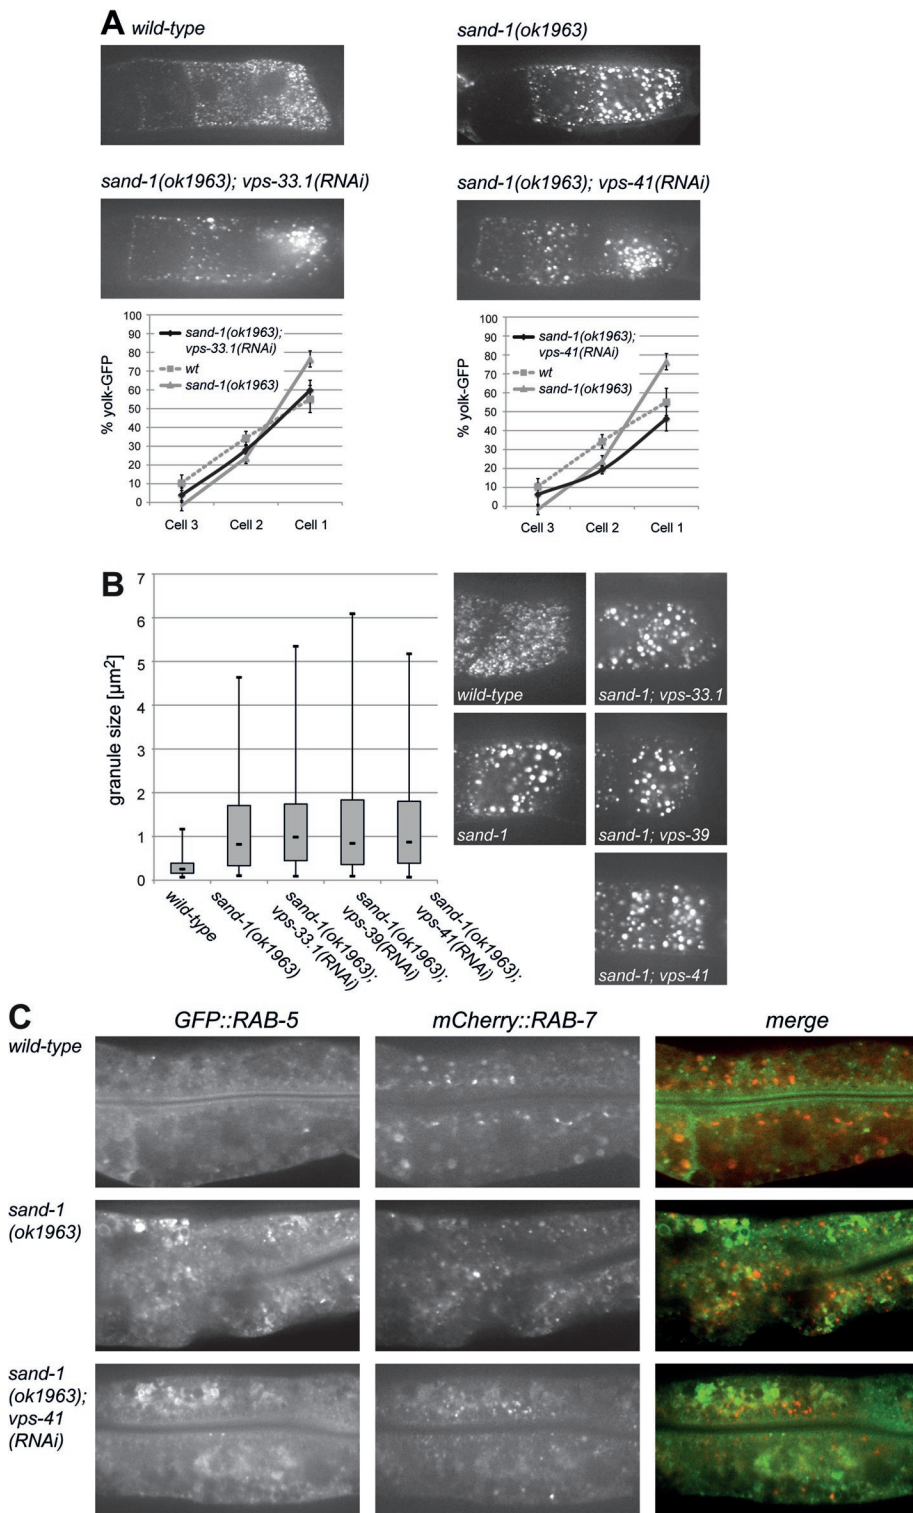 A
wild-type
sand-1(ok1963)
sand-1(ok1963); vps-33.1(RNAi)
sand-1(ok1963); vps-41(RNAi)
% yolk-GFP
100
90
80
70
60
50
40
30
20
10
0
sand-1(ok1963);
vps-33.1(RNAi)
wt
sand-1(ok1963)
Cell 3
Cell 2
Cell 1
% yolk-GFP
100
90
80
70
60
50
40
30
20
10
0
sand-1(ok1963);
vps-41(RNAi)
wt
sand-1(ok1963)
Cell 3
Cell 2
Cell 1
B
granule size [µm²]
7
6
5
4
3
2
1
0
wild-type
sand-1(ok1963)
sand-1(ok1963);
vps-33.1(RNAi)
sand-1(ok1963);
vps-39(RNAi)
sand-1(ok1963);
vps-41(RNAi)
wild-type
sand-1; vps-33.1
sand-1
sand-1; vps-39
sand-1; vps-41
C
GFP::RAB-5
mCherry::RAB-7
merge
wild-type
sand-1
(ok1963)
sand-1
(ok1963);
vps-41
(RNAi)